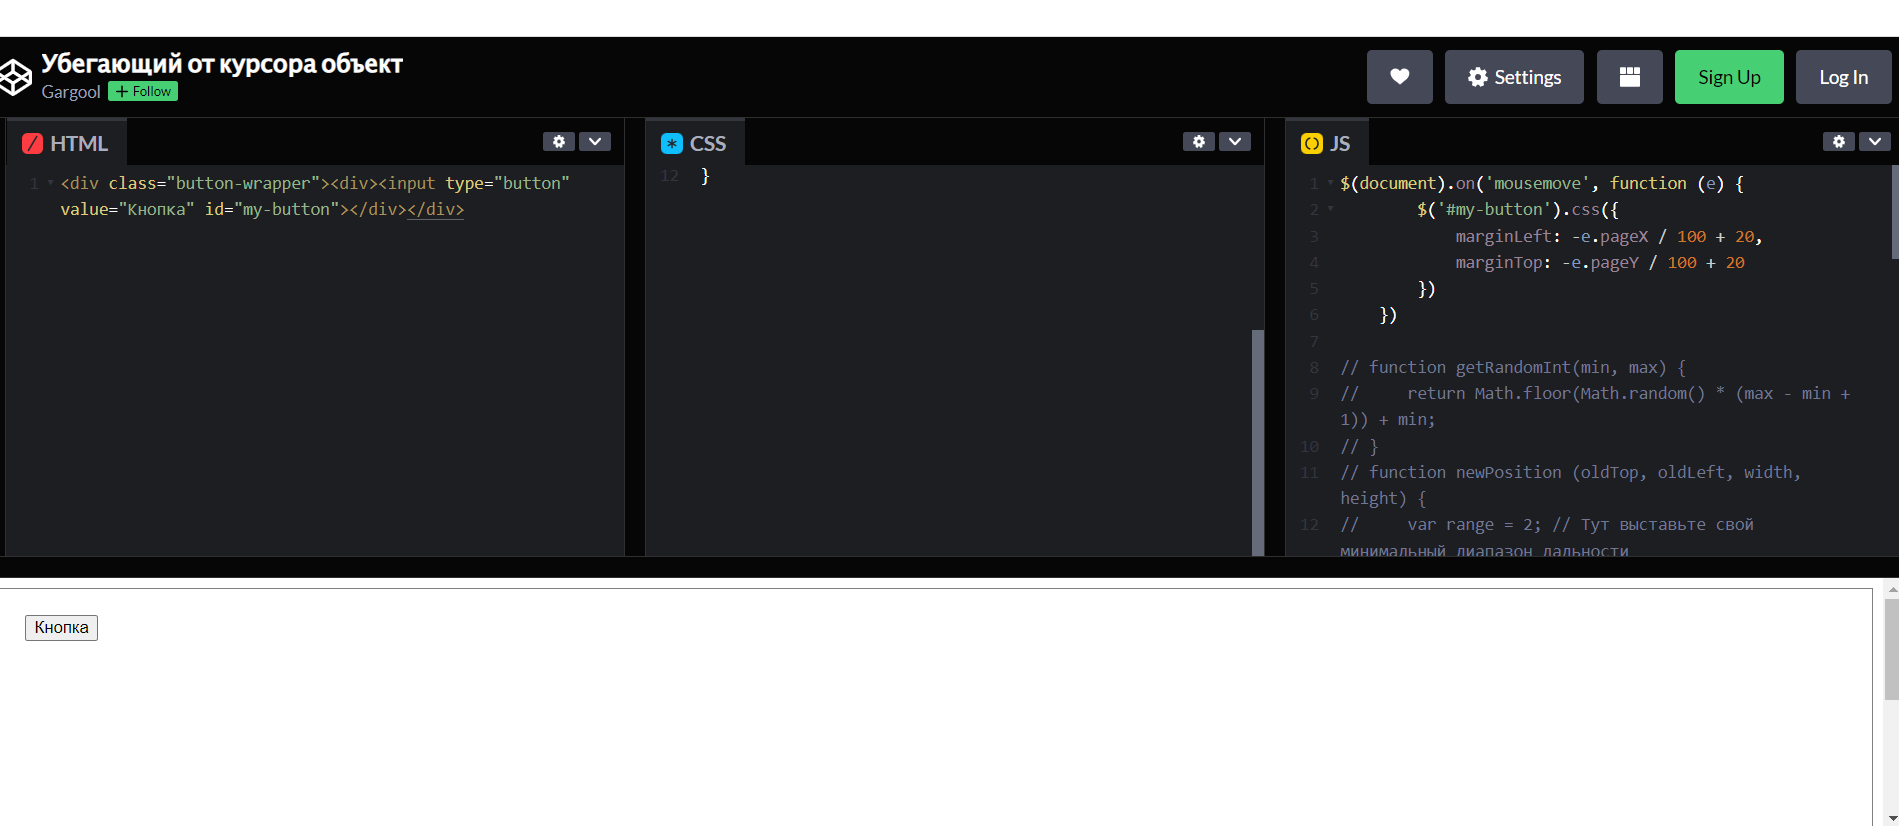 Убегающий от курсора объект
Gargool
+ Follow
Settings
Sign Up
Log In
HTML
1 <div class="button-wrapper"><div><input type="button"
value="Кнопка" id="my-button"></div></div>
CSS
12 }
JS
1 $(document).on('mousemove', function (e) {
2 $('#my-button').css({
3 marginLeft: -e.pageX / 100 + 20,
4 marginTop: -e.pageY / 100 + 20
5 })
6 })
7
8 // function getRandomInt(min, max) {
9 // return Math.floor(Math.random() * (max - min +
1)) + min;
10 // }
11 // function newPosition (oldTop, oldLeft, width,
height) {
12 // var range = 2; // Тут выставьте свой
минимальный диапазон дальности
Кнопка